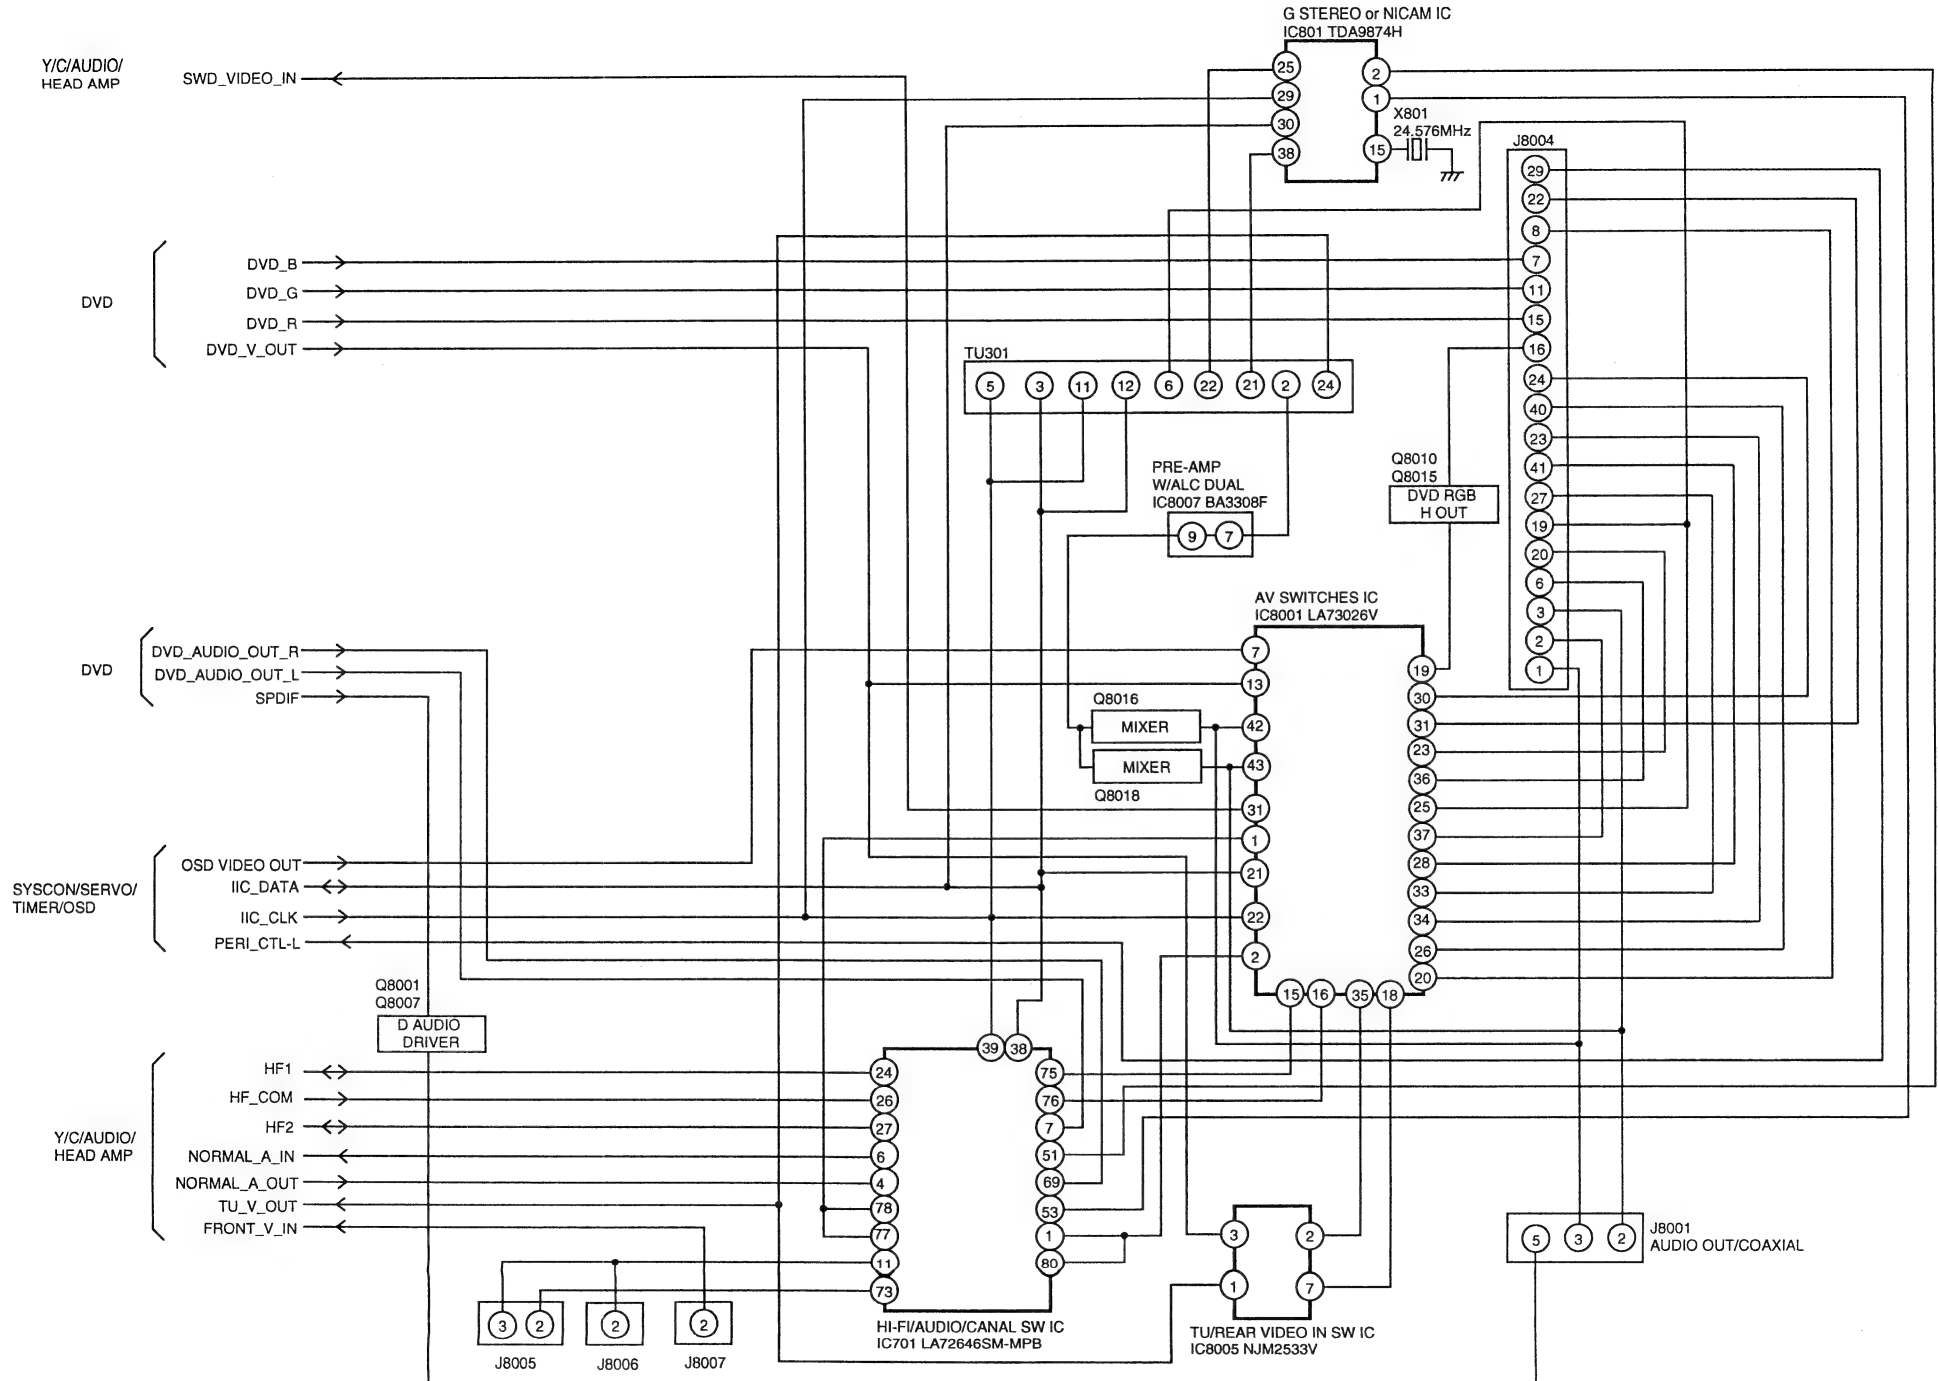 G STEREO or NICAM IC
IC801 TDA9874H
25
29
30
38
2
1
15
X801
24.576MHz
Y/C/AUDIO/
HEAD AMP
SWD_VIDEO_IN
DVD
DVD_B
DVD_G
DVD_R
DVD_V_OUT
J8004
29
22
8
7
11
15
16
24
40
23
41
27
19
20
6
3
2
1
TU301
5
3
11
12
6
22
21
2
24
PRE-AMP
W/ALC DUAL
IC8007 BA3308F
9
7
Q8010
Q8015
DVD RGB
H OUT
DVD
DVD_AUDIO_OUT_R
DVD_AUDIO_OUT_L
SPDIF
AV SWITCHES IC
IC8001 LA73026V
7
13
42
43
31
1
21
22
2
19
30
31
23
36
25
37
28
33
34
26
20
15
16
35
18
Q8016
MIXER
MIXER
Q8018
SYSCON/SERVO/
TIMER/OSD
OSD VIDEO OUT
IIC_DATA
IIC_CLK
PERI_CTL-L
Q8001
Q8007
D AUDIO
DRIVER
Y/C/AUDIO/
HEAD AMP
HF1
HF_COM
HF2
NORMAL_A_IN
NORMAL_A_OUT
TU_V_OUT
FRONT_V_IN
39
38
24
26
27
6
4
78
77
11
73
75
76
7
51
69
53
1
80
HI-FI/AUDIO/CANAL SW IC
IC701 LA72646SM-MPB
3
2
J8005
2
J8006
2
J8007
3
1
2
7
TU/REAR VIDEO IN SW IC
IC8005 NJM2533V
5
3
2
J8001
AUDIO OUT/COAXIAL